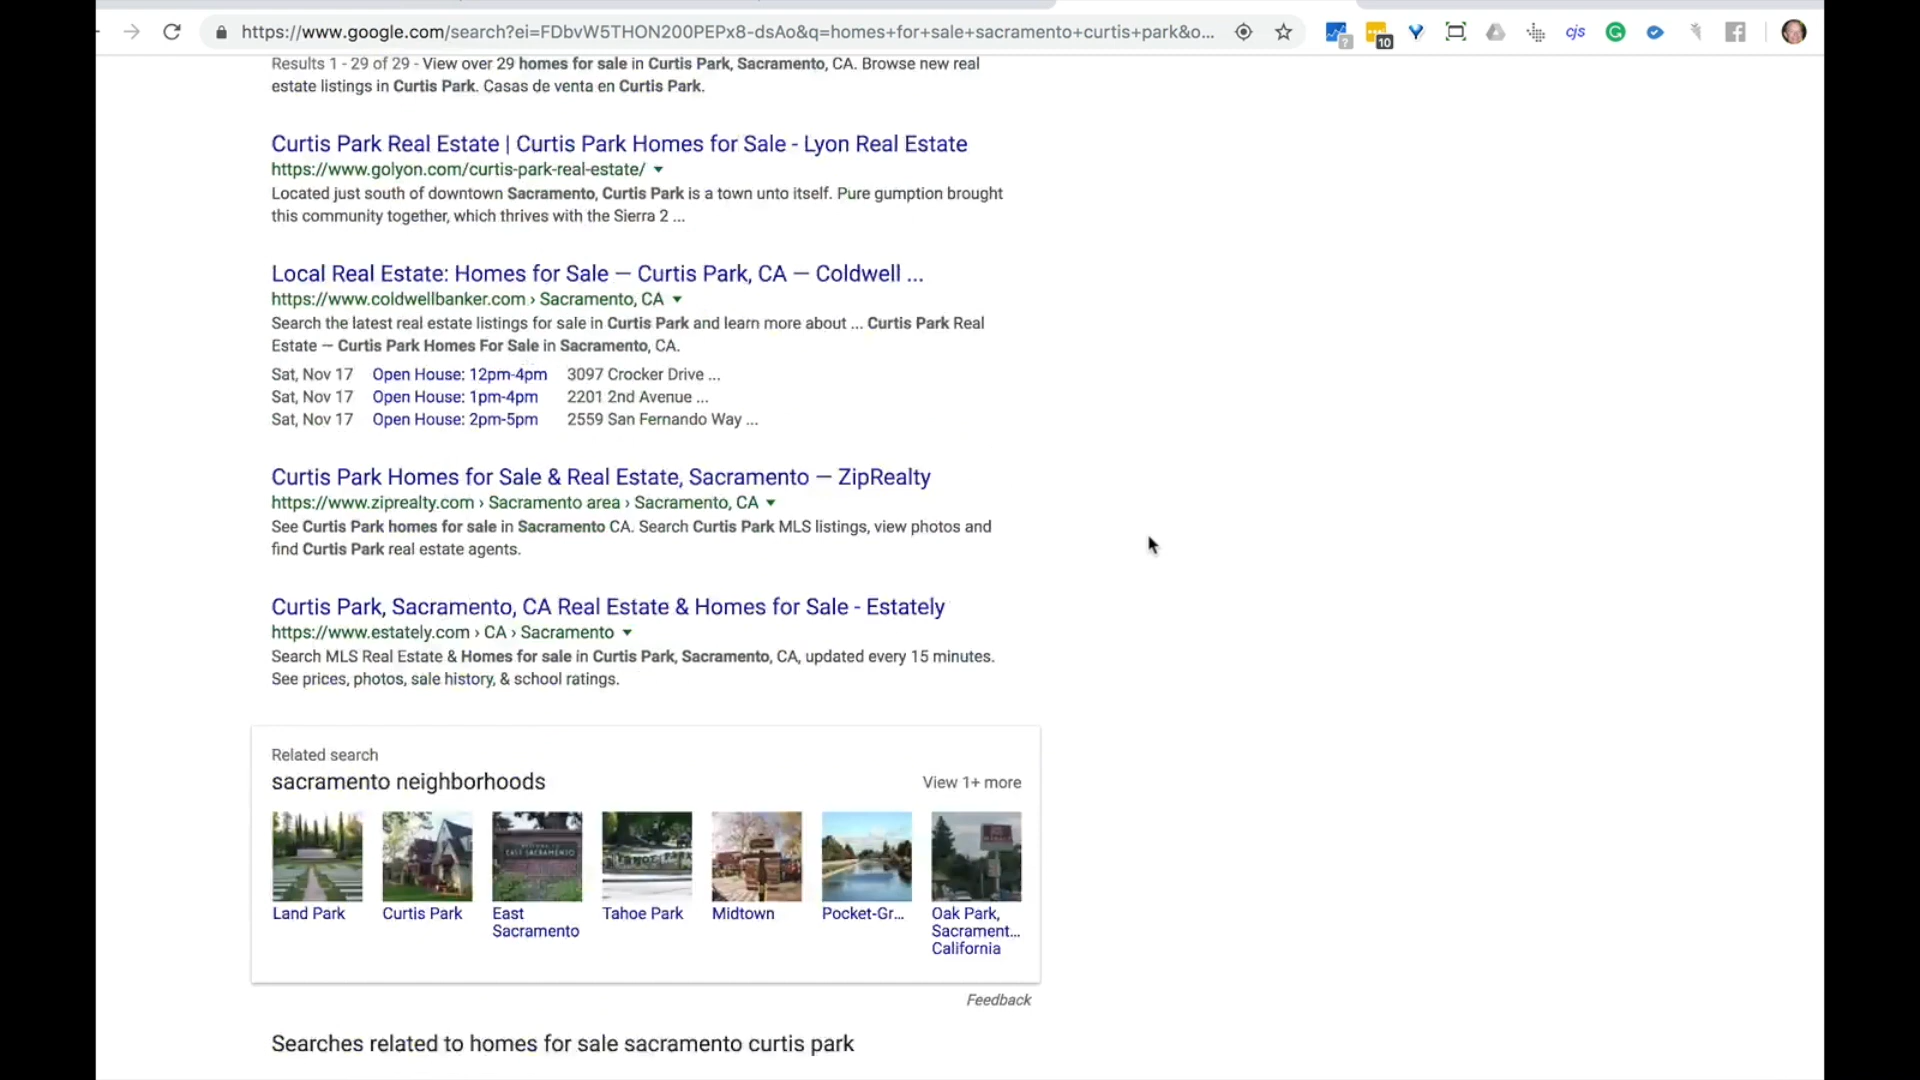 https://www.google.com/search?ei=FDbvW5THON200PEPx8-dsAo&q=homes+for+sale+sacramento+curtis+park&o...
10
cjs
Results 1 - 29 of 29 - View over 29 homes for sale in Curtis Park, Sacramento, CA. Browse new real
estate listings in Curtis Park. Casas de venta en Curtis Park.
Curtis Park Real Estate | Curtis Park Homes for Sale - Lyon Real Estate
https://www.golyon.com/curtis-park-real-estate/
Located just south of downtown Sacramento, Curtis Park is a town unto itself. Pure gumption brought
this community together, which thrives with the Sierra 2 ...
Local Real Estate: Homes for Sale — Curtis Park, CA — Coldwell ...
https://www.coldwellbanker.com › Sacramento, CA
Search the latest real estate listings for sale in Curtis Park and learn more about ... Curtis Park Real
Estate — Curtis Park Homes For Sale in Sacramento, CA.
Sat, Nov 17 Open House: 12pm-4pm 3097 Crocker Drive ...
Sat, Nov 17 Open House: 1pm-4pm 2201 2nd Avenue ...
Sat, Nov 17 Open House: 2pm-5pm 2559 San Fernando Way ...
Curtis Park Homes for Sale & Real Estate, Sacramento — ZipRealty
https://www.ziprealty.com › Sacramento area › Sacramento, CA
See Curtis Park homes for sale in Sacramento CA. Search Curtis Park MLS listings, view photos and
find Curtis Park real estate agents.
Curtis Park, Sacramento, CA Real Estate & Homes for Sale - Estately
https://www.estately.com › CA › Sacramento
Search MLS Real Estate & Homes for sale in Curtis Park, Sacramento, CA, updated every 15 minutes.
See prices, photos, sale history, & school ratings.
Related search
sacramento neighborhoods
View 1+ more
EAST SACRAMENTO
Land Park
Curtis Park
East
Sacramento
Tahoe Park
Midtown
Pocket-Gr...
Oak Park,
Sacrament...
California
Feedback
Searches related to homes for sale sacramento curtis park